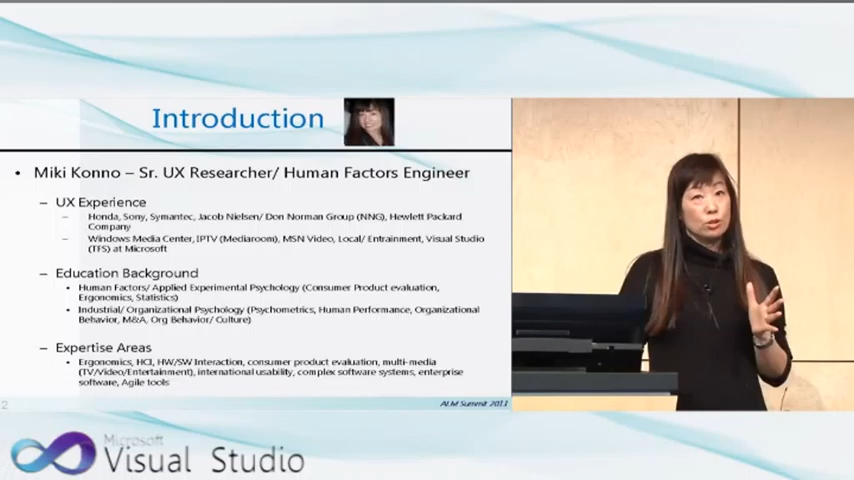 Introduction
• Miki Konno – Sr. UX Researcher/ Human Factors Engineer
– UX Experience
– Honda, Sony, Symantec, Jacob Nielsen/ Don Norman Group (NNG), Hewlett Packard
Company
– Windows Media Center, IPTV (Mediaroom), MSN Video, Local/ Entrainment, Visual Studio
(TFS) at Microsoft
– Education Background
• Human Factors/ Applied Experimental Psychology (Consumer Product evaluation,
Ergonomics, Statistics)
• Industrial/ Organizational Psychology (Psychometrics, Human Performance, Organizational
Behavior, M&A, Org Behavior/ Culture)
– Expertise Areas
• Ergonomics, HCI, HW/SW Interaction, consumer product evaluation, multi-media
(TV/Video/Entertainment), international usability, complex software systems, enterprise
software, Agile tools
2
ALM Summit 2011
Microsoft
Visual Studio